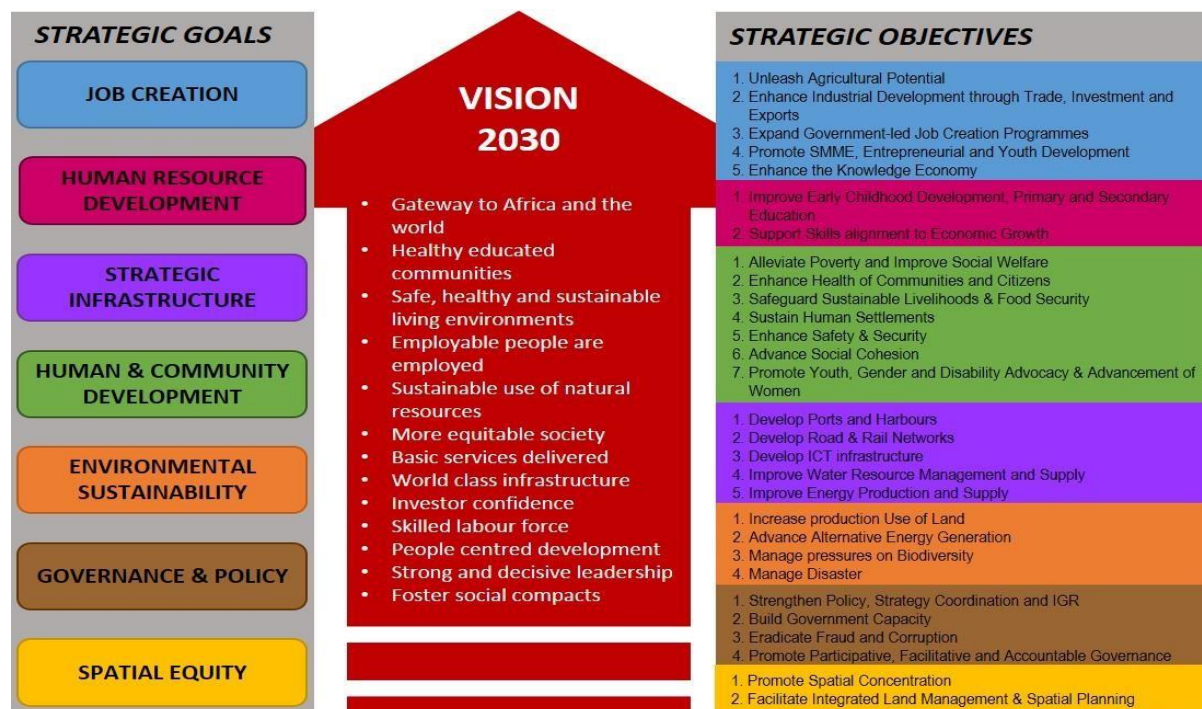 STRATEGIC GOALS
JOB CREATION
HUMAN RESOURCE
DEVELOPMENT
STRATEGIC
INFRASTRUCTURE
HUMAN & COMMUNITY
DEVELOPMENT
ENVIRONMENTAL
SUSTAINABILITY
GOVERNANCE & POLICY
SPATIAL EQUITY
VISION
2030
• Gateway to Africa and the
world
• Healthy educated
communities
• Safe, healthy and sustainable
living environments
• Employable people are
employed
• Sustainable use of natural
resources
• More equitable society
• Basic services delivered
• World class infrastructure
• Investor confidence
• Skilled labour force
• People centred development
• Strong and decisive leadership
• Foster social compacts
STRATEGIC OBJECTIVES
1. Unleash Agricultural Potential
2. Enhance Industrial Development through Trade, Investment and
Exports
3. Expand Government-led Job Creation Programmes
4. Promote SMME, Entrepreneurial and Youth Development
5. Enhance the Knowledge Economy
1. Improve Early Childhood Development, Primary and Secondary
Education
2. Support Skills alignment to Economic Growth
1. Alleviate Poverty and Improve Social Welfare
2. Enhance Health of Communities and Citizens
3. Safeguard Sustainable Livelihoods & Food Security
4. Sustain Human Settlements
5. Enhance Safety & Security
6. Advance Social Cohesion
7. Promote Youth, Gender and Disability Advocacy & Advancement of
Women
1. Develop Ports and Harbours
2. Develop Road & Rail Networks
3. Develop ICT infrastructure
4. Improve Water Resource Management and Supply
5. Improve Energy Production and Supply
1. Increase production Use of Land
2. Advance Alternative Energy Generation
3. Manage pressures on Biodiversity
4. Manage Disaster
1. Strengthen Policy, Strategy Coordination and IGR
2. Build Government Capacity
3. Eradicate Fraud and Corruption
4. Promote Participative, Facilitative and Accountable Governance
1. Promote Spatial Concentration
2. Facilitate Integrated Land Management & Spatial Planning